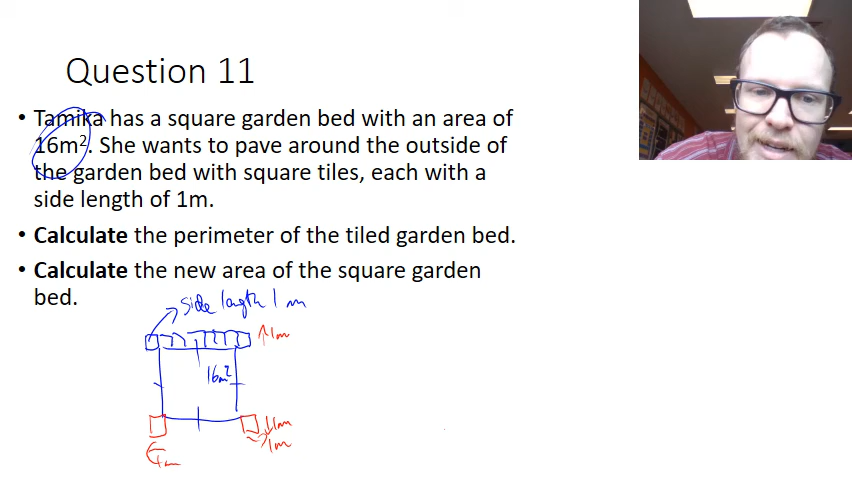 Question 11
• Tamika has a square garden bed with an area of
16m². She wants to pave around the outside of
the garden bed with square tiles, each with a
side length of 1m.
• Calculate the perimeter of the tiled garden bed.
• Calculate the new area of the square garden
bed.
side length 1 m
1m
16m²
1m
1m
1m